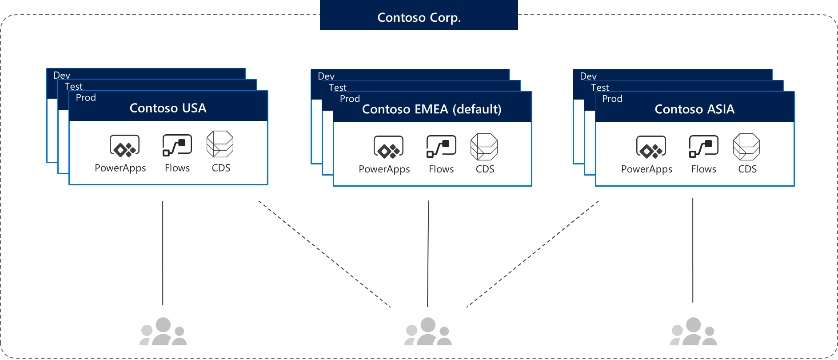 Contoso Corp.
Dev
Test
Prod
Contoso USA
PowerApps Flows CDS
Dev
Test
Prod
Contoso EMEA (default)
PowerApps Flows CDS
Dev
Test
Prod
Contoso ASIA
PowerApps Flows CDS